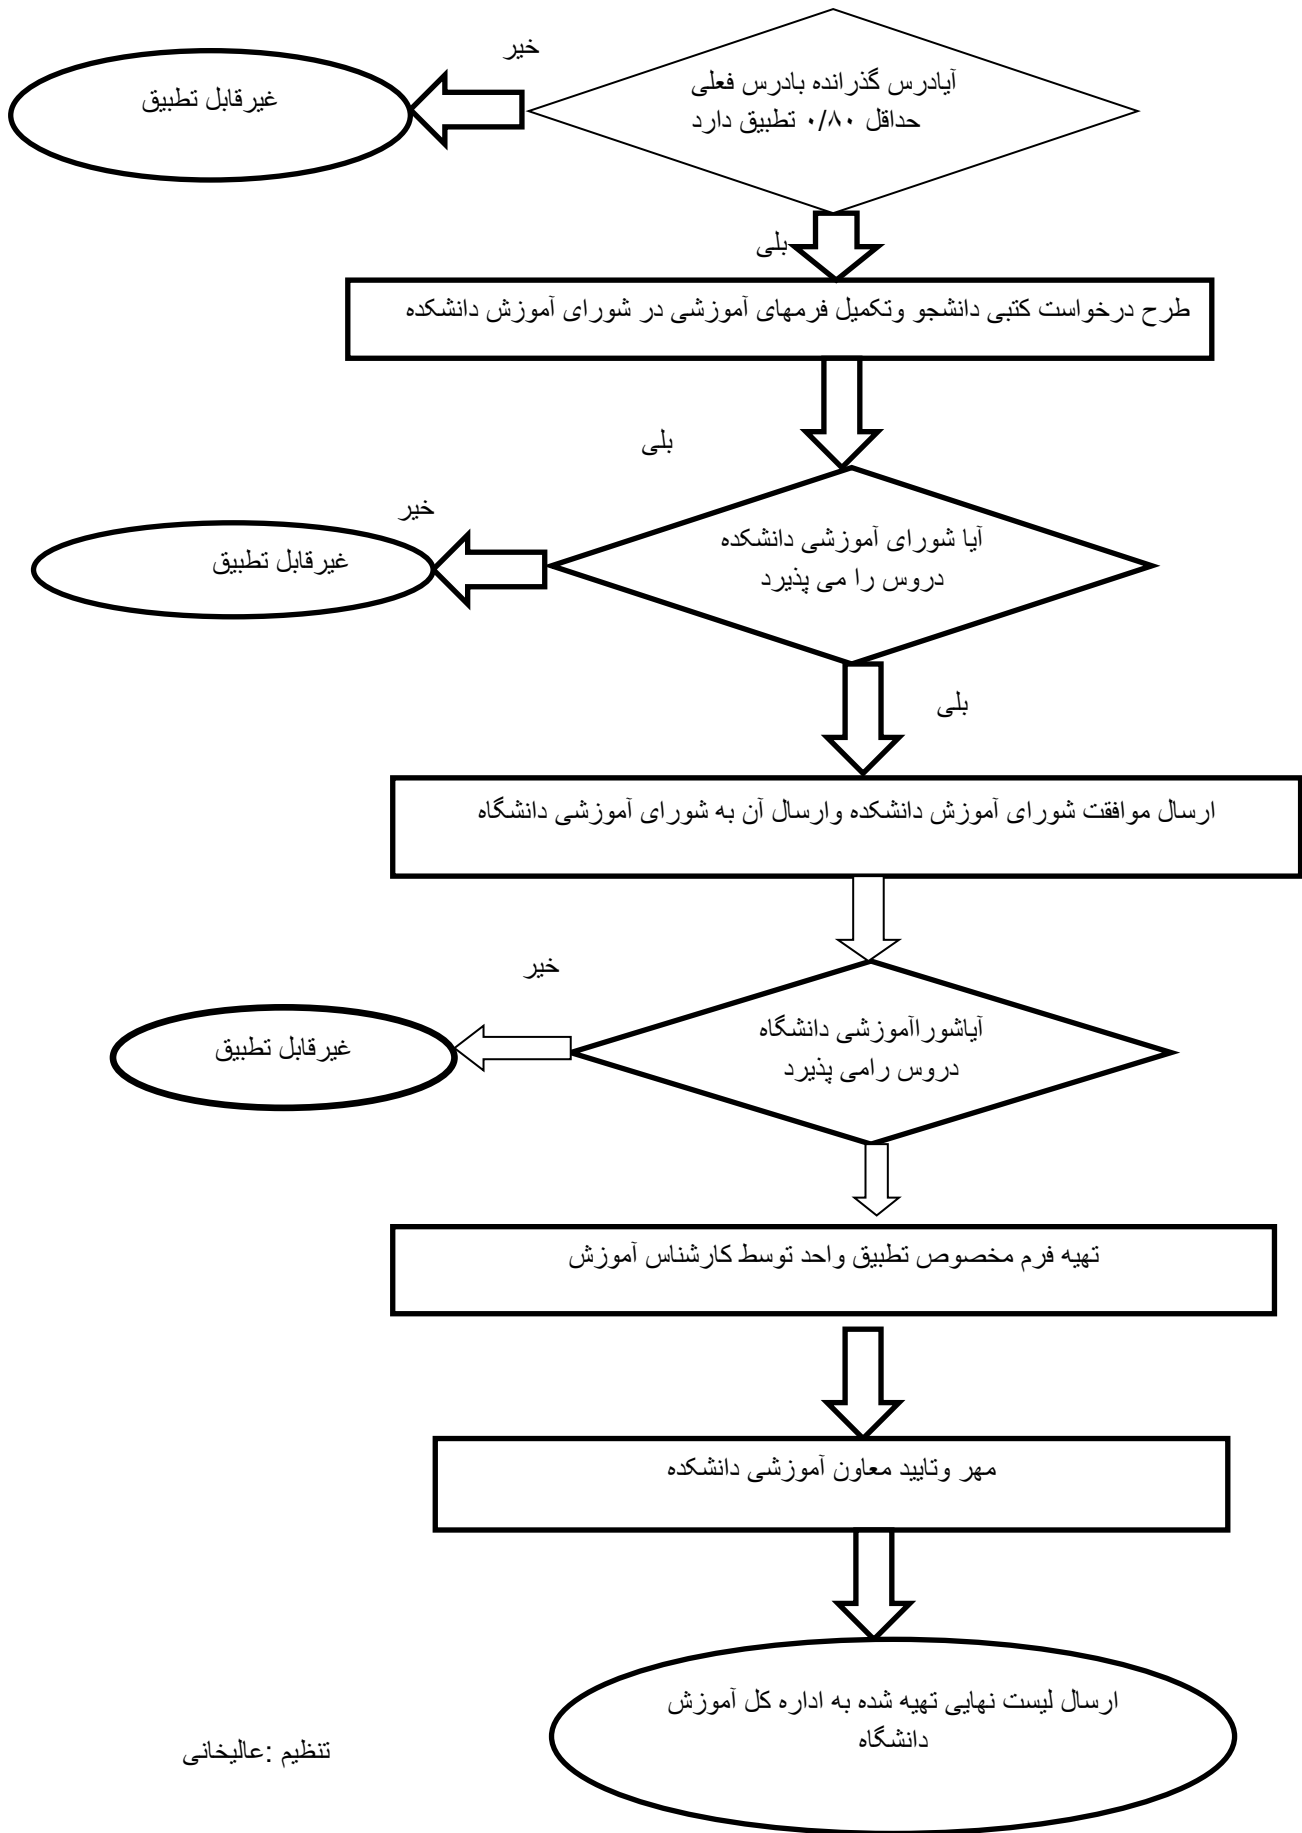 خیر
آیادرس گذرانده بادرس فعلی
حداقل ۰/۸۰ تطبیق دارد
غیرقابل تطبیق
بلی
طرح درخواست کتبی دانشجو وتکمیل فرمهای آموزشی در شورای آموزش دانشکده
بلی
خیر
آیا شورای آموزشی دانشکده
دروس را می پذیرد
غیرقابل تطبیق
بلی
ارسال موافقت شورای آموزش دانشکده وارسال آن به شورای آموزشی دانشگاه
خیر
آیاشوراآموزشی دانشگاه
دروس رامی پذیرد
غیرقابل تطبیق
تهیه فرم مخصوص تطبیق واحد توسط کارشناس آموزش
مهر وتایید معاون آموزشی دانشکده
ارسال لیست نهایی تهیه شده به اداره کل آموزش
دانشگاه
تنظیم :عالیخانی